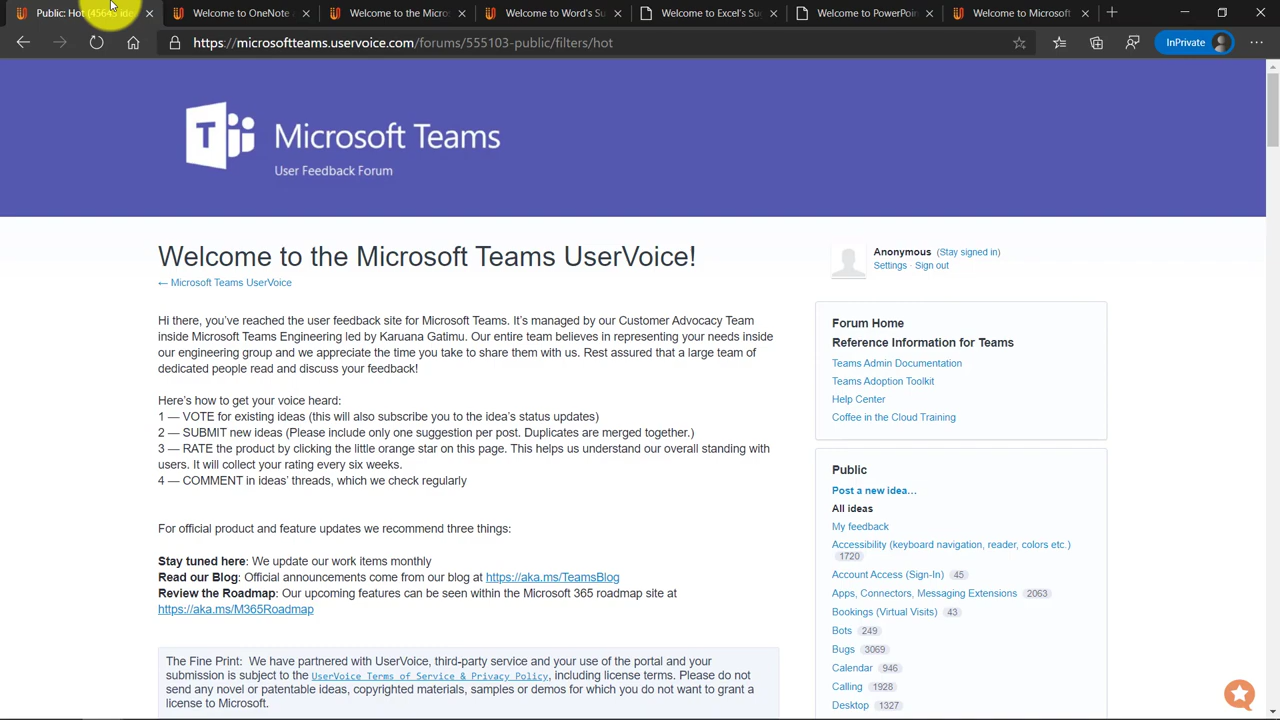 Public: Hot (4564
Welcome to OneNote
Welcome to the Micros
Welcome to Word's Su
Welcome to Excel's Su
Welcome to PowerPoin
Welcome to Microsoft
https://microsoftteams.uservoice.com/forums/555103-public/filters/hot
InPrivate
Microsoft Teams
User Feedback Forum
Welcome to the Microsoft Teams UserVoice!
← Microsoft Teams UserVoice
Hi there, you've reached the user feedback site for Microsoft Teams. It's managed by our Customer Advocacy Team
inside Microsoft Teams Engineering led by Karuana Gatimu. Our entire team believes in representing your needs inside
our engineering group and we appreciate the time you take to share them with us. Rest assured that a large team of
dedicated people read and discuss your feedback!
Here's how to get your voice heard:
1 — VOTE for existing ideas (this will also subscribe you to the idea's status updates)
2 — SUBMIT new ideas (Please include only one suggestion per post. Duplicates are merged together.)
3 — RATE the product by clicking the little orange star on this page. This helps us understand our overall standing with
users. It will collect your rating every six weeks.
4 — COMMENT in ideas' threads, which we check regularly
For official product and feature updates we recommend three things:
Stay tuned here: We update our work items monthly
Read our Blog: Official announcements come from our blog at https://aka.ms/TeamsBlog
Review the Roadmap: Our upcoming features can be seen within the Microsoft 365 roadmap site at
https://aka.ms/M365Roadmap
The Fine Print: We have partnered with UserVoice, third-party service and your use of the portal and your
submission is subject to the UserVoice Terms of Service & Privacy Policy, including license terms. Please do not
send any novel or patentable ideas, copyrighted materials, samples or demos for which you do not want to grant a
license to Microsoft.
Anonymous (Stay signed in)
Settings · Sign out
Forum Home
Reference Information for Teams
Teams Admin Documentation
Teams Adoption Toolkit
Help Center
Coffee in the Cloud Training
Public
Post a new idea…
All ideas
My feedback
Accessibility (keyboard navigation, reader, colors etc.)
1720
Account Access (Sign-In) 45
Apps, Connectors, Messaging Extensions 2063
Bookings (Virtual Visits) 43
Bots 249
Bugs 3069
Calendar 946
Calling 1928
Desktop 1327